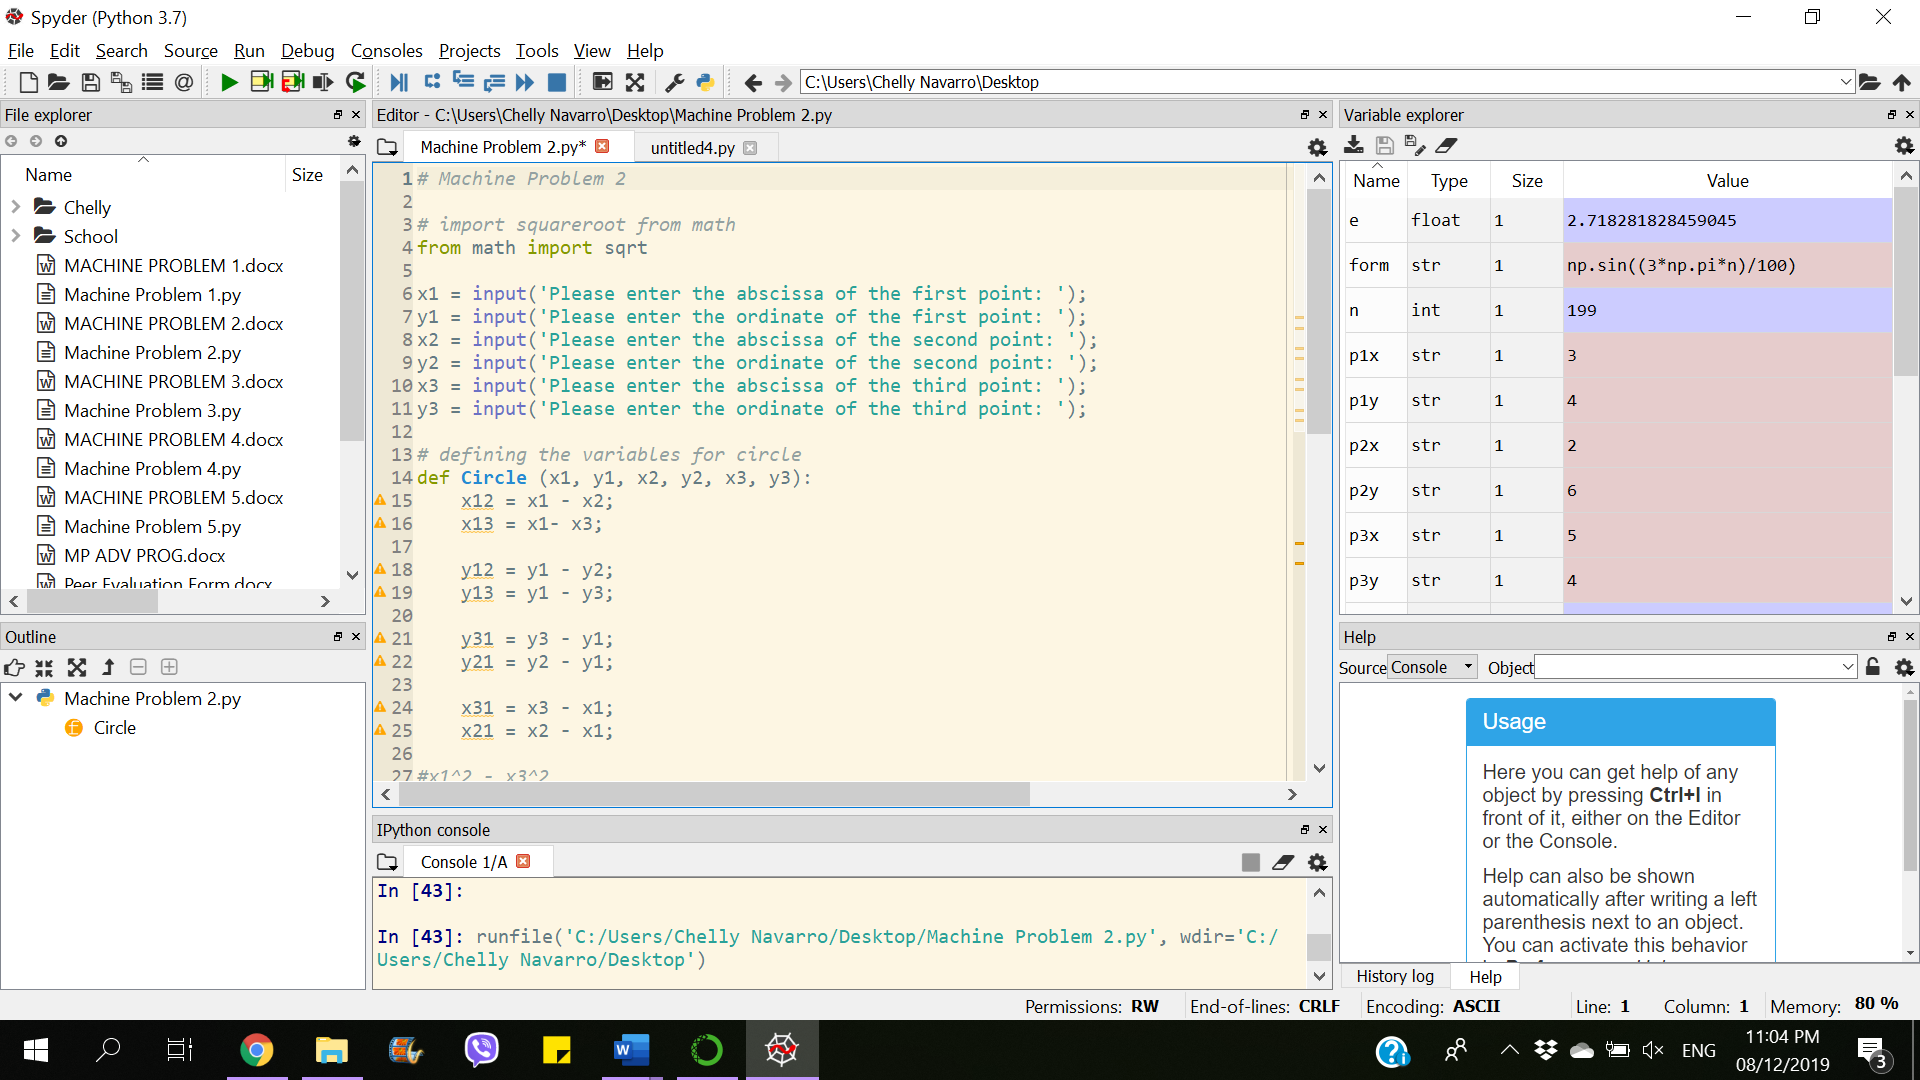 Spyder (Python 3.7)
File Edit Search Source Run Debug Consoles Projects Tools View Help
C:\Users\Chelly Navarro\Desktop
File explorer
Name Size
Chelly
School
MACHINE PROBLEM 1.docx
Machine Problem 1.py
MACHINE PROBLEM 2.docx
Machine Problem 2.py
MACHINE PROBLEM 3.docx
Machine Problem 3.py
MACHINE PROBLEM 4.docx
Machine Problem 4.py
MACHINE PROBLEM 5.docx
Machine Problem 5.py
MP ADV PROG.docx
Peer Evaluation Form.docx
Outline
Machine Problem 2.py
Circle
Editor - C:\Users\Chelly Navarro\Desktop\Machine Problem 2.py
Machine Problem 2.py* untitled4.py
1 # Machine Problem 2
2
3 # import squareroot from math
4 from math import sqrt
5
6 x1 = input('Please enter the abscissa of the first point: ');
7 y1 = input('Please enter the ordinate of the first point: ');
8 x2 = input('Please enter the abscissa of the second point: ');
9 y2 = input('Please enter the ordinate of the second point: ');
10 x3 = input('Please enter the abscissa of the third point: ');
11 y3 = input('Please enter the ordinate of the third point: ');
12
13 # defining the variables for circle
14 def Circle (x1, y1, x2, y2, x3, y3):
15 x12 = x1 - x2;
16 x13 = x1- x3;
17
18 y12 = y1 - y2;
19 y13 = y1 - y3;
20
21 y31 = y3 - y1;
22 y21 = y2 - y1;
23
24 x31 = x3 - x1;
25 x21 = x2 - x1;
26
27 #x1^2 - x3^2
IPython console
Console 1/A
In [43]:
In [43]: runfile('C:/Users/Chelly Navarro/Desktop/Machine Problem 2.py', wdir='C:/
Users/Chelly Navarro/Desktop')
Variable explorer
Name Type Size Value
e float 1 2.718281828459045
form str 1 np.sin((3*np.pi*n)/100)
n int 1 199
p1x str 1 3
p1y str 1 4
p2x str 1 2
p2y str 1 6
p3x str 1 5
p3y str 1 4
Help
Source Console Object
Usage
Here you can get help of any
object by pressing Ctrl+I in
front of it, either on the Editor
or the Console.
Help can also be shown
automatically after writing a left
parenthesis next to an object.
You can activate this behavior
History log Help
Permissions: RW End-of-lines: CRLF Encoding: ASCII Line: 1 Column: 1 Memory: 80 %
ENG
11:04 PM
08/12/2019
3